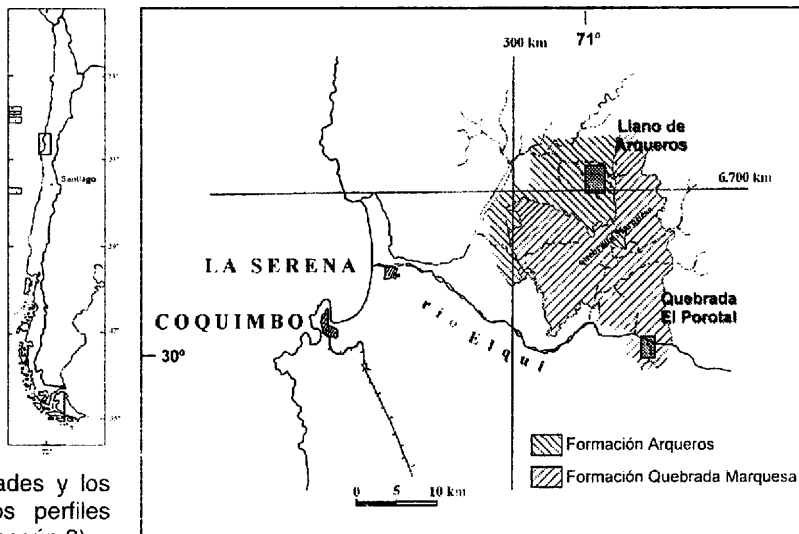 Santiago
71°
300 km
Llano de
Arqueros
6.700 km
LA SERENA
COQUIMBO
río Elqui
Quebrada
El Porotal
30°
Formación Arqueros
Formación Quebrada Marquesa
0 5 10 km
ades y los
os perfiles